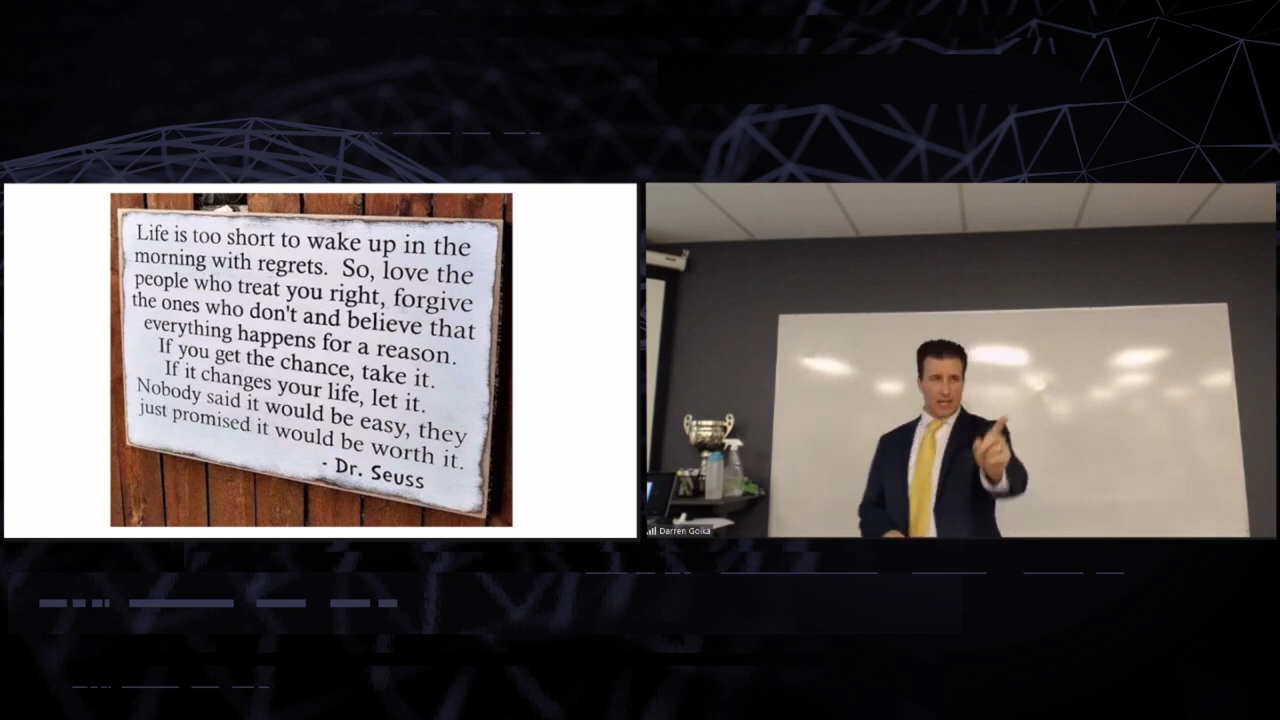 Life is too short to wake up in the
morning with regrets. So, love the
people who treat you right, forgive
the ones who don't and believe that
everything happens for a reason.
If you get the chance, take it.
If it changes your life, let it.
Nobody said it would be easy, they
just promised it would be worth it.
- Dr. Seuss
Darren Golka